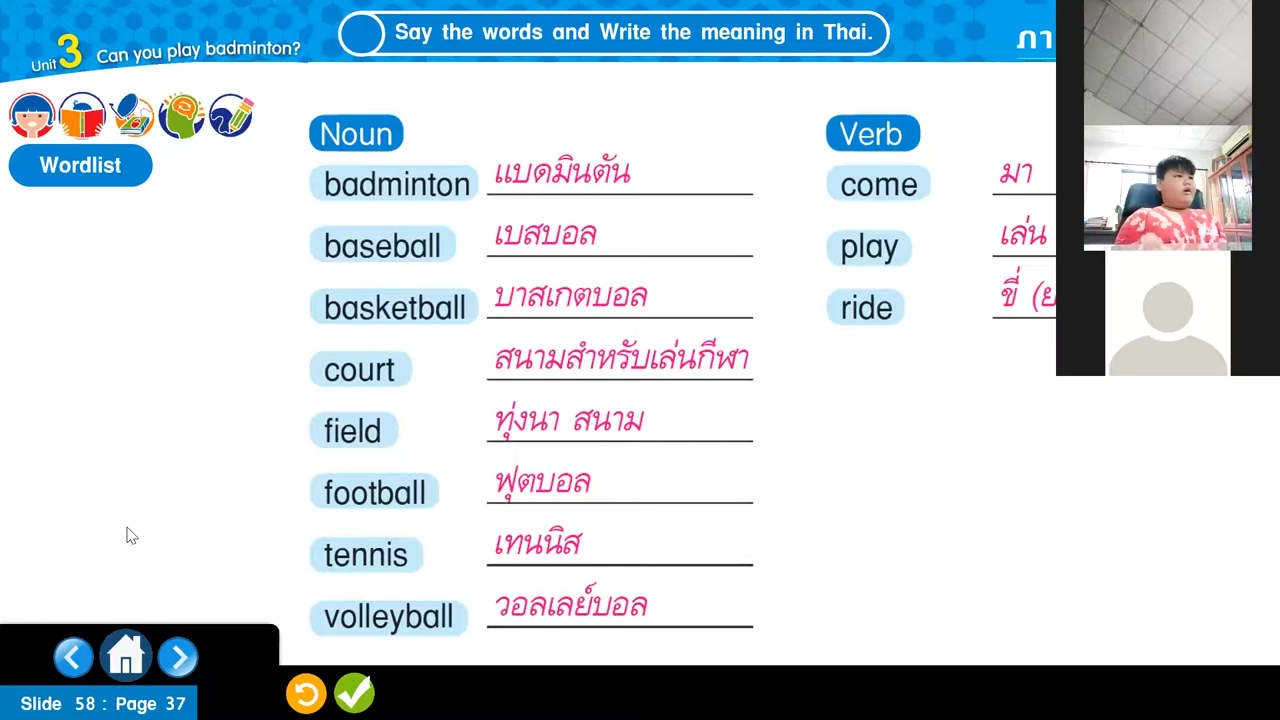 Unit 3 Can you play badminton?
Say the words and Write the meaning in Thai.
ภา
Wordlist
Noun
badminton แบดมินตัน
baseball เบสบอล
basketball บาสเกตบอล
court สนามสำหรับเล่นกีฬา
field ทุ่งนา สนาม
football ฟุตบอล
tennis เทนนิส
volleyball วอลเลย์บอล
Verb
come มา
play เล่น
ride ขี่ (ย
Slide 58 : Page 37